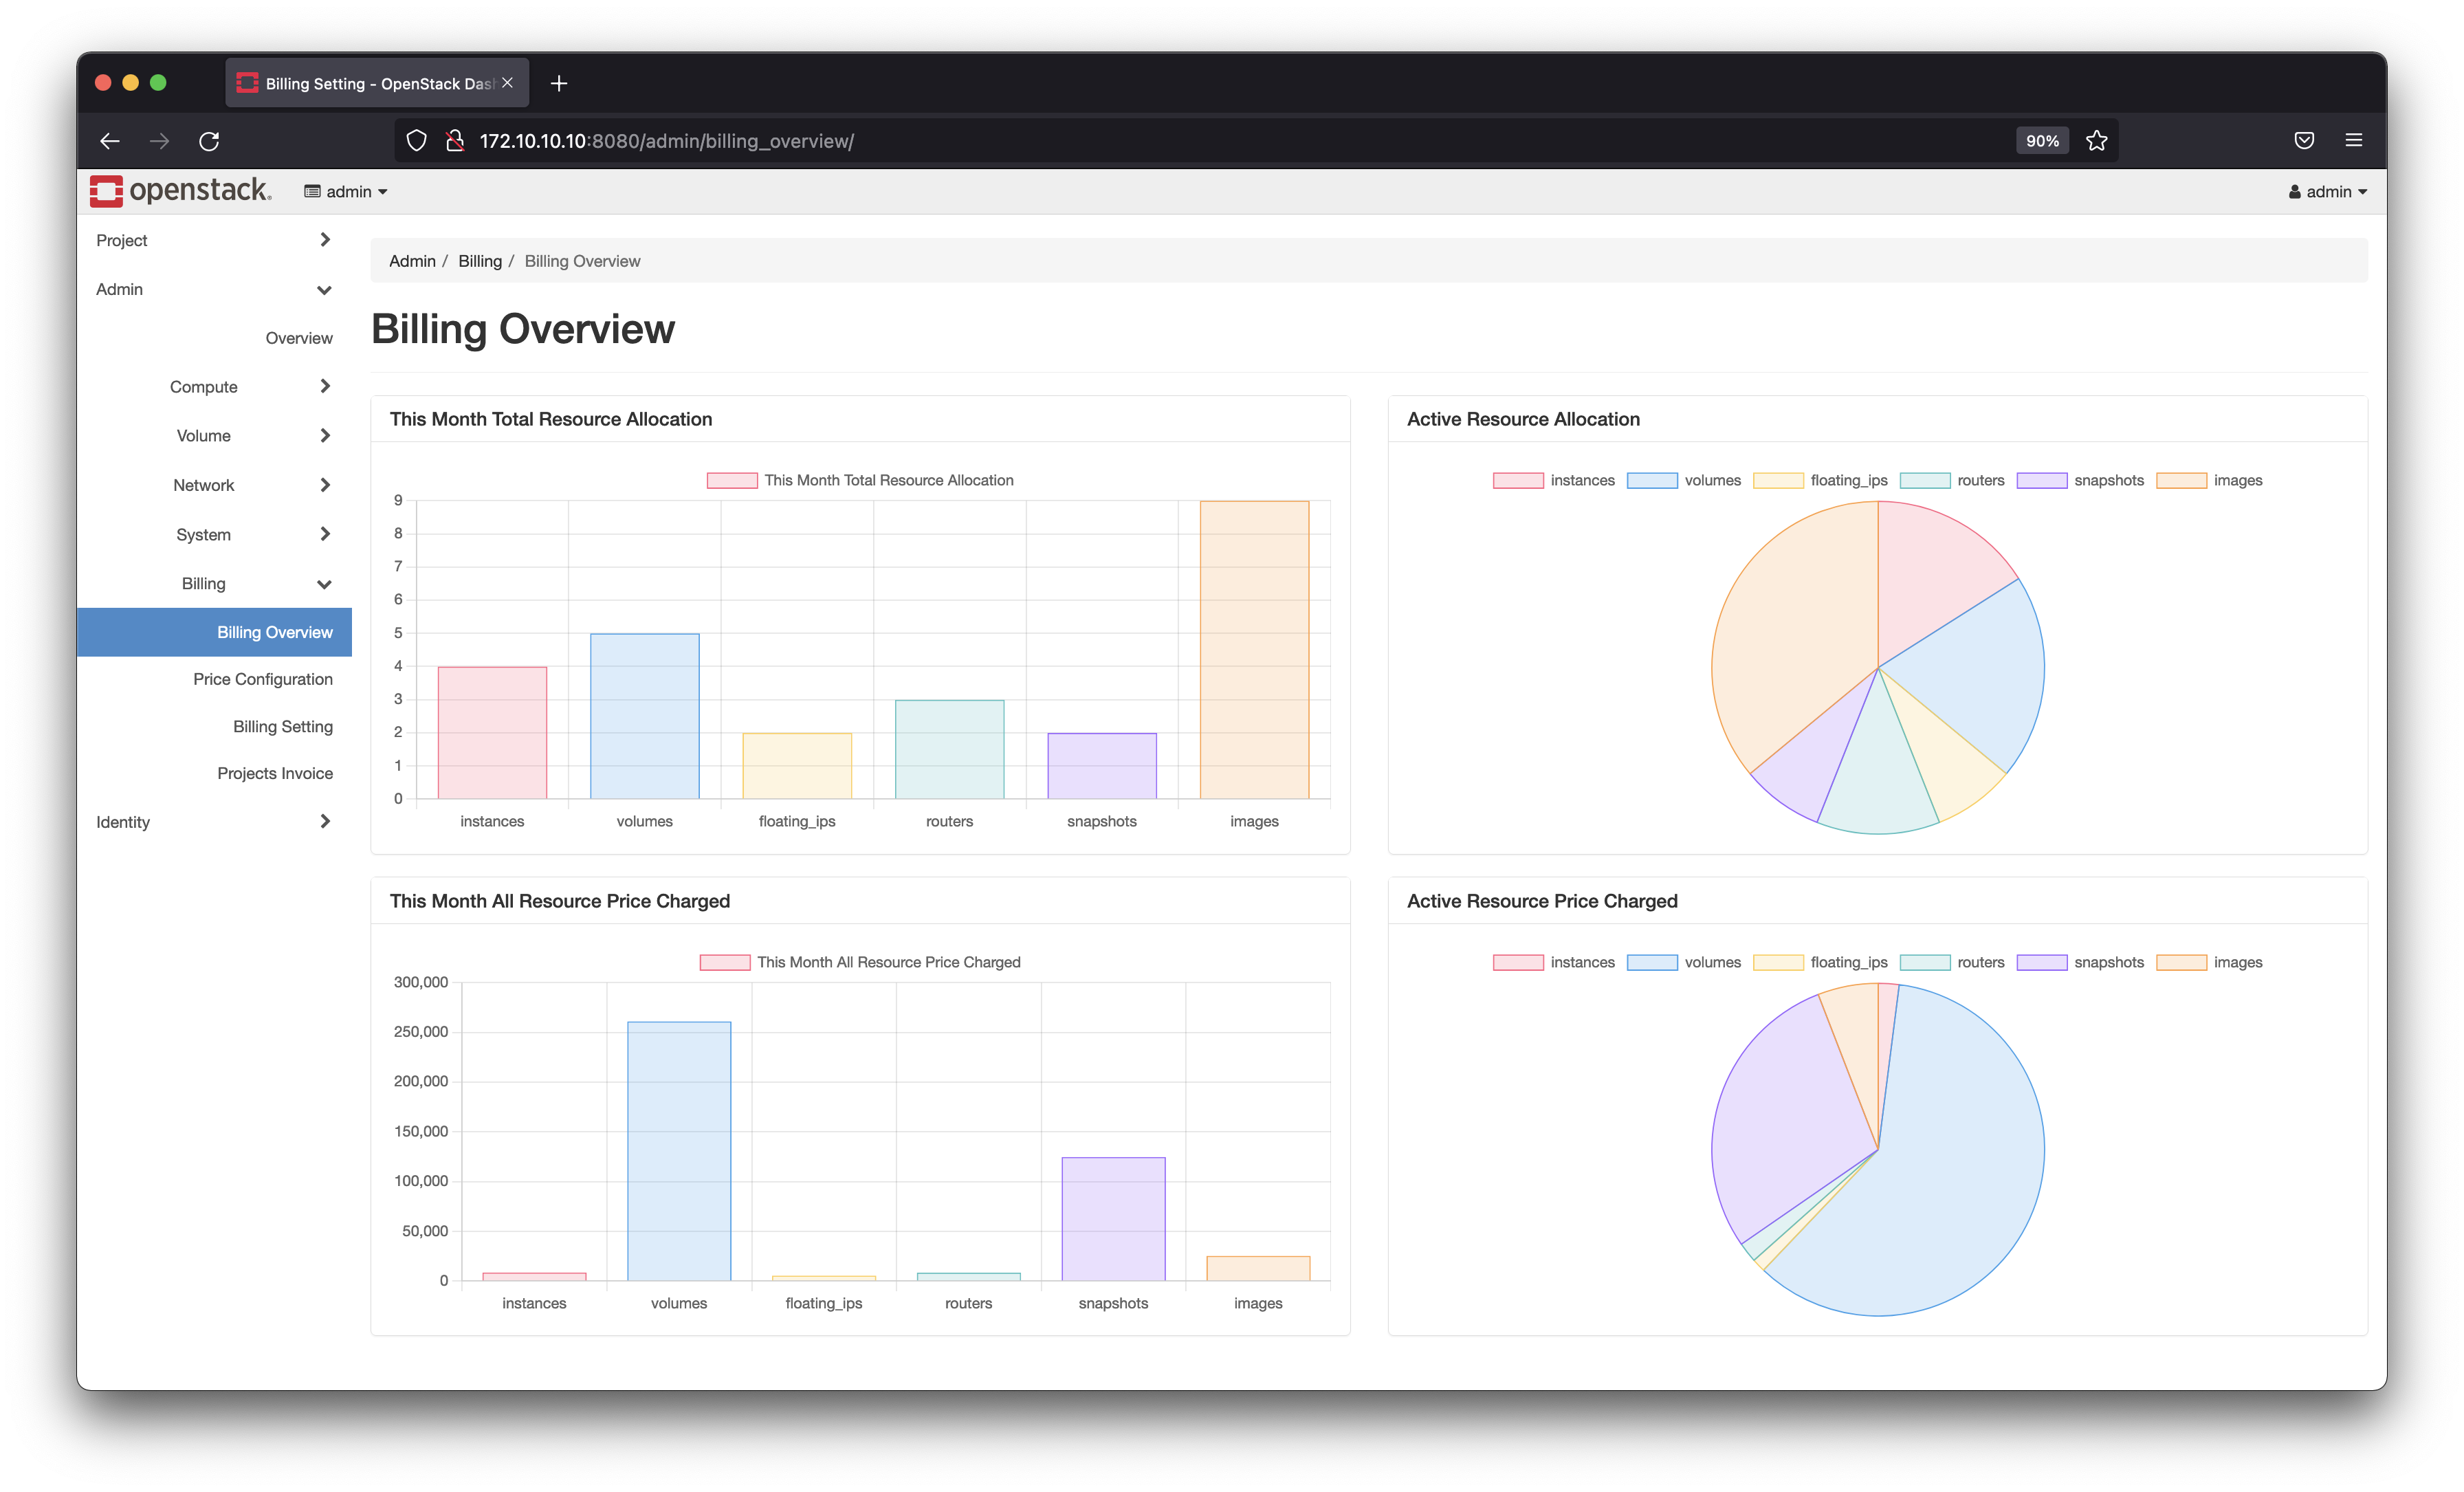 Billing Setting - OpenStack Das
172.10.10.10:8080/admin/billing_overview/
90%
openstack.
admin
admin
Project
Admin
Overview
Compute
Volume
Network
System
Billing
Billing Overview
Price Configuration
Billing Setting
Projects Invoice
Identity
Admin / Billing / Billing Overview
Billing Overview
This Month Total Resource Allocation
This Month Total Resource Allocation
9
8
7
6
5
4
3
2
1
0
instances volumes floating_ips routers snapshots images
Active Resource Allocation
instances volumes floating_ips routers snapshots images
This Month All Resource Price Charged
This Month All Resource Price Charged
300,000
250,000
200,000
150,000
100,000
50,000
0
instances volumes floating_ips routers snapshots images
Active Resource Price Charged
instances volumes floating_ips routers snapshots images